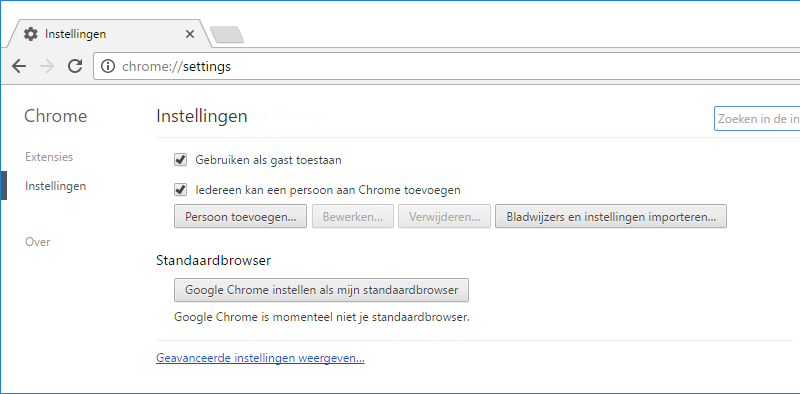 Instellingen
chrome://settings
Chrome
Instellingen
Zoeken in de in
Extensies
Instellingen
Over
Gebruiken als gast toestaan
Iedereen kan een persoon aan Chrome toevoegen
Persoon toevoegen... Bewerken... Verwijderen... Bladwijzers en instellingen importeren...
Standaardbrowser
Google Chrome instellen als mijn standaardbrowser
Google Chrome is momenteel niet je standaardbrowser.
Geavanceerde instellingen weergeven...